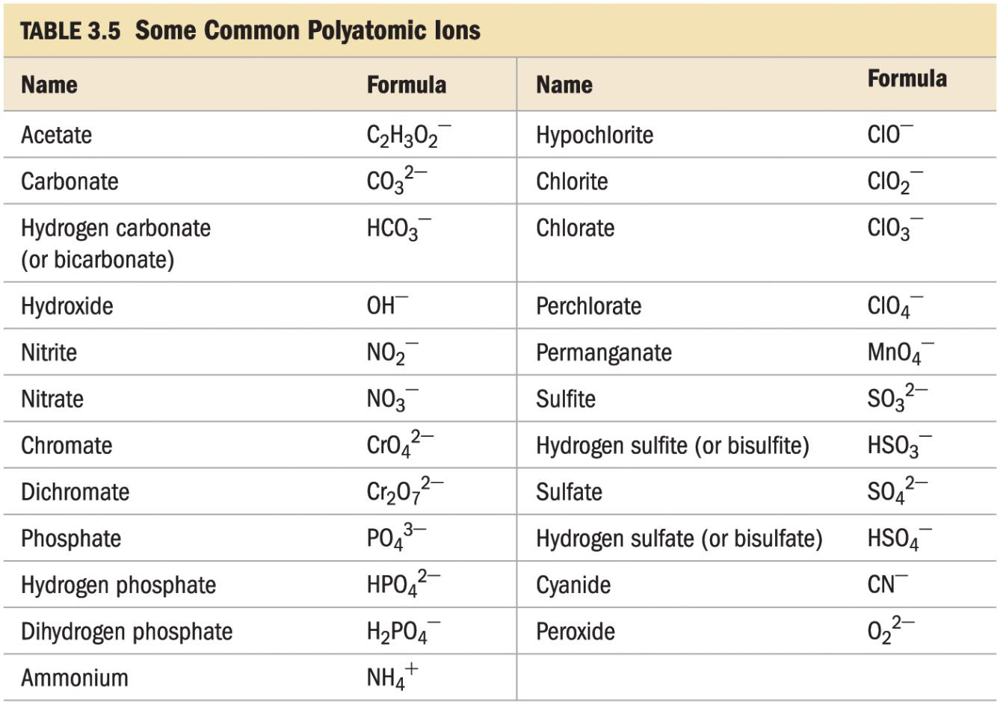 TABLE 3.5 Some Common Polyatomic Ions
Name Formula Name Formula
Acetate C₂H₃O₂⁻ Hypochlorite ClO⁻
Carbonate CO₃²⁻ Chlorite ClO₂⁻
Hydrogen carbonate HCO₃⁻ Chlorate ClO₃⁻
(or bicarbonate)
Hydroxide OH⁻ Perchlorate ClO₄⁻
Nitrite NO₂⁻ Permanganate MnO₄⁻
Nitrate NO₃⁻ Sulfite SO₃²⁻
Chromate CrO₄²⁻ Hydrogen sulfite (or bisulfite) HSO₃⁻
Dichromate Cr₂O₇²⁻ Sulfate SO₄²⁻
Phosphate PO₄³⁻ Hydrogen sulfate (or bisulfate) HSO₄⁻
Hydrogen phosphate HPO₄²⁻ Cyanide CN⁻
Dihydrogen phosphate H₂PO₄⁻ Peroxide O₂²⁻
Ammonium NH₄⁺